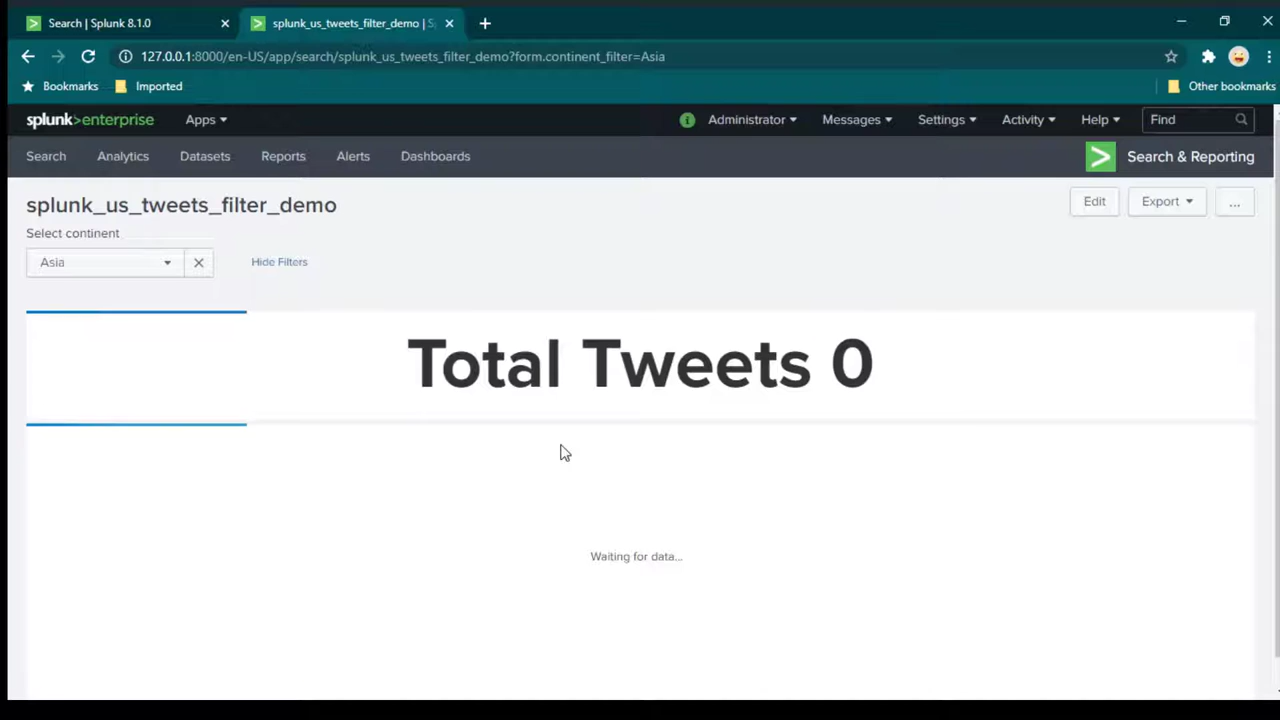 Search | Splunk 8.1.0
splunk_us_tweets_filter_demo | S
127.0.0.1:8000/en-US/app/search/splunk_us_tweets_filter_demo?form.continent_filter=Asia
Bookmarks Imported Other bookmarks
splunk>enterprise Apps Administrator Messages Settings Activity Help Find
Search Analytics Datasets Reports Alerts Dashboards Search & Reporting
splunk_us_tweets_filter_demo Edit Export ...
Select continent
Asia Hide Filters
Total Tweets 0
Waiting for data...